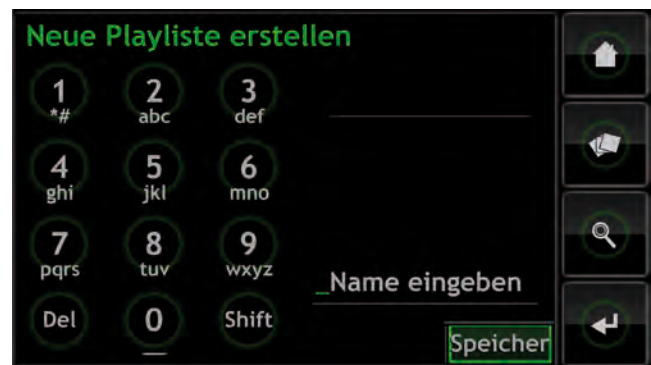 Neue Playliste erstellen
1 2 3
*# abc def
4 5 6
ghi jkl mno
7 8 9
pqrs tuv wxyz
_Name eingeben
Del 0 Shift
Speicher